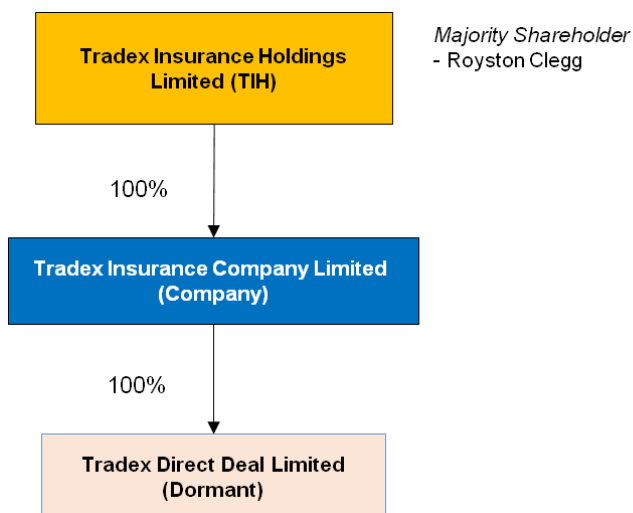 Tradex Insurance Holdings
Limited (TIH)
Majority Shareholder
- Royston Clegg
100%
Tradex Insurance Company Limited
(Company)
100%
Tradex Direct Deal Limited
(Dormant)